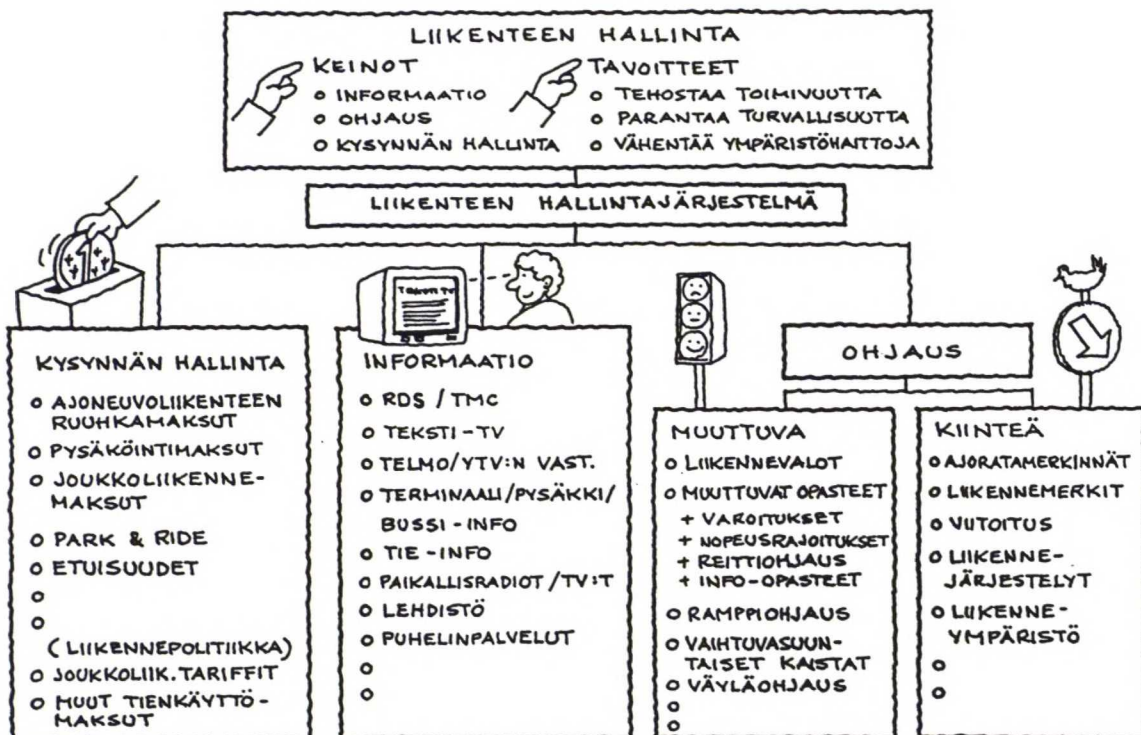 LIIKENTEEN HALLINTA
KEINOT
o INFORMAATIO
o OHJAUS
o KYSYNNÄN HALLINTA
TAVOITTEET
o TEHOSTAA TOIMIVUUTTA
o PARANTAA TURVALLISUUTTA
o VÄHENTÄÄ YMPÄRISTÖHAITTOJA
LIIKENTEEN HALLINTAJÄRJESTELMÄ
1
KYSYNNÄN HALLINTA
o AJONEUVOLIIKENTEEN
RUUHKAMAKSUT
o PYSÄKÖINTIMAKSUT
o JOUKKOLIIKENNE-
MAKSUT
o PARK & RIDE
o ETUISUUDET
o
o
(LIIKENNEPOLITIIKKA)
o JOUKKOLIIK. TARIFFIT
o MUUT TIENKÄYTTÖ-
MAKSUT
INFORMAATIO
o RDS / TMC
o TEKSTI-TV
o TELMO/YTV:N VAST.
o TERMINAALI/PYSÄKKI/
BUSSI-INFO
o TIE-INFO
o PAIKALLISRADIOT/TV:T
o LEHDISTÖ
o PUHELINPALVELUT
o
o
OHJAUS
MUUTTUVA
o LIIKENNEVALOT
o MUUTTUVAT OPASTEET
+ VAROITUKSET
+ NOPEUSRAJOITUKSET
+ REITTIOHJAUS
+ INFO-OPASTEET
o RAMPPIOHJAUS
o VAIHTUVASUUN-
TAISET KAISTAT
o VÄYLÄOHJAUS
o
o
KIINTEÄ
o AJORATAMERKINNÄT
o LIIKENNEMERKIT
o VIITOITUS
o LIIKENNE-
JÄRJESTELYT
o LIIKENNE-
YMPÄRISTÖ
o
o